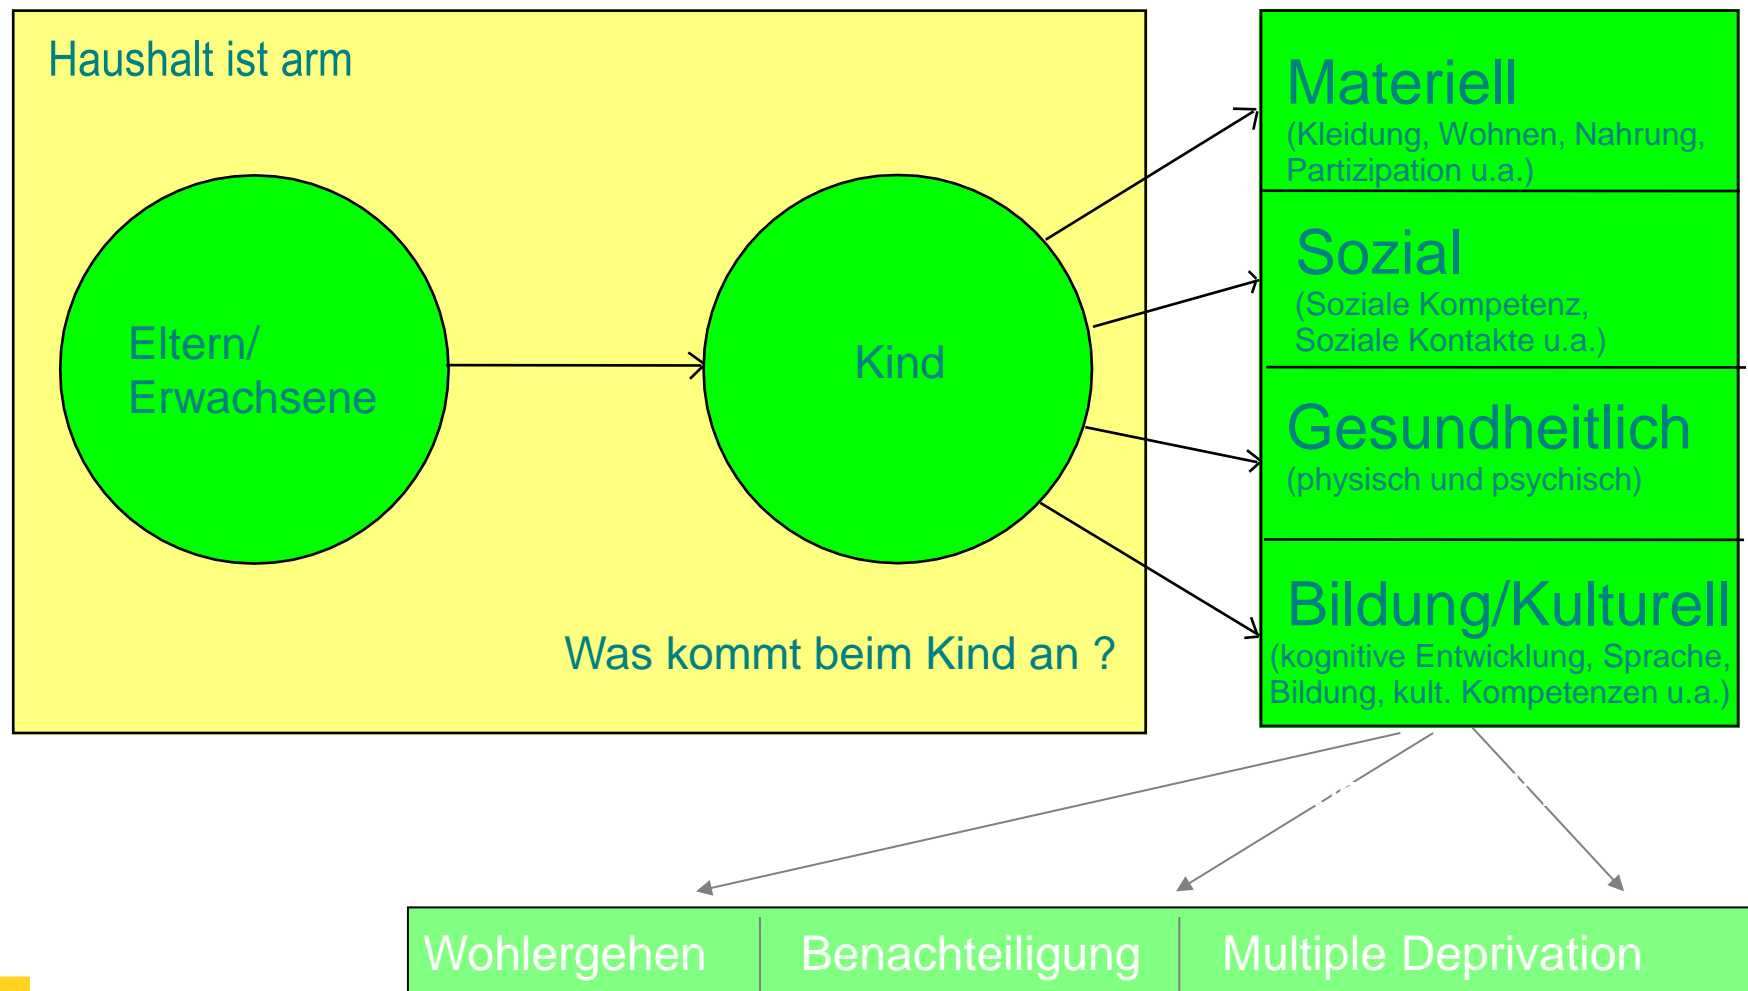 Haushalt ist arm
Eltern/
Erwachsene
Kind
Was kommt beim Kind an ?
Materiell
(Kleidung, Wohnen, Nahrung,
Partizipation u.a.)
Sozial
(Soziale Kompetenz,
Soziale Kontakte u.a.)
Gesundheitlich
(physisch und psychisch)
Bildung/Kulturell
(kognitive Entwicklung, Sprache,
Bildung, kult. Kompetenzen u.a.)
Wohlergehen
Benachteiligung
Multiple Deprivation